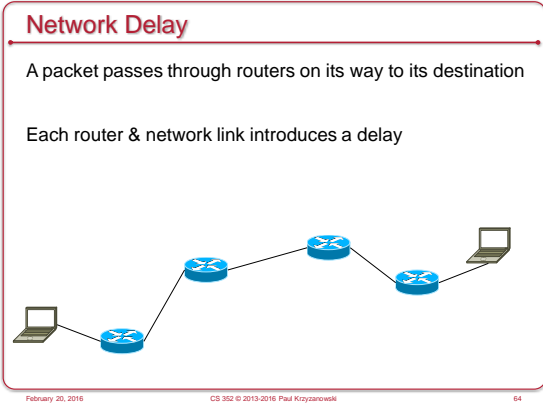 Network Delay
A packet passes through routers on its way to its destination
Each router & network link introduces a delay
February 20, 2016
CS 352 © 2013-2016 Paul Krzyzanowski
64